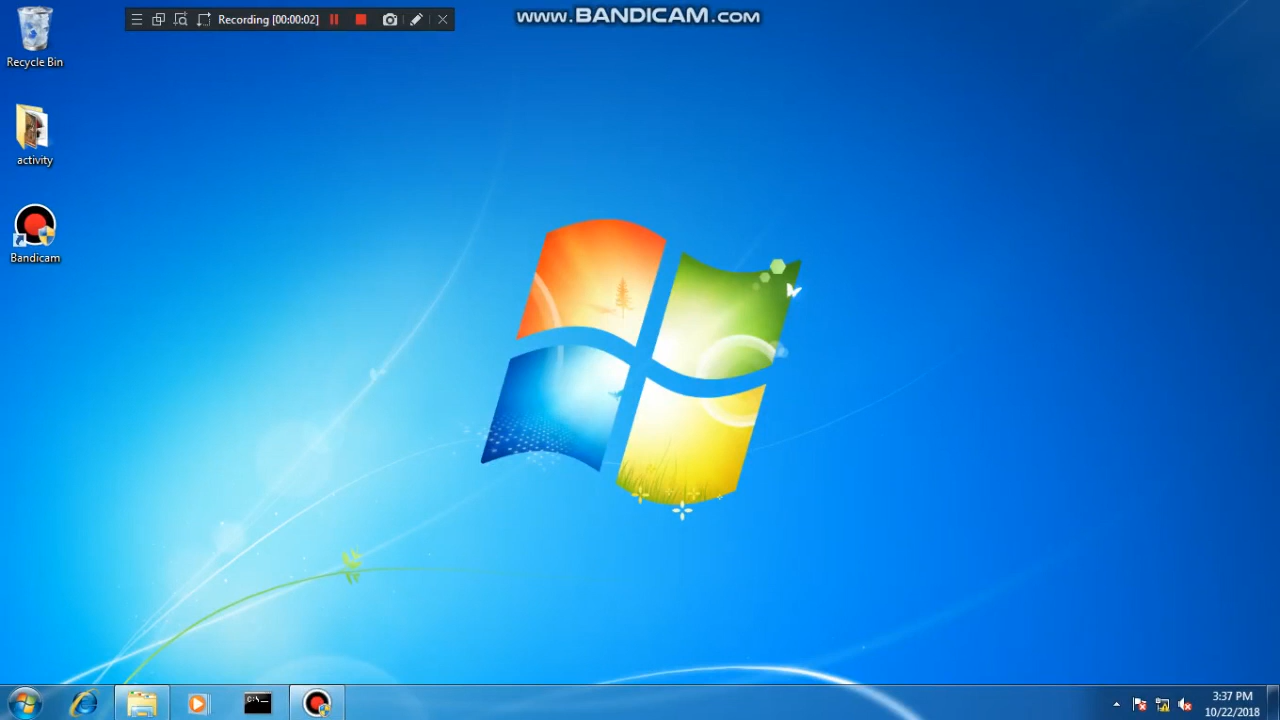 Recording [00:00:02]
www.BANDICAM.com
Recycle Bin
activity
Bandicam
C:\_
3:37 PM
10/22/2018